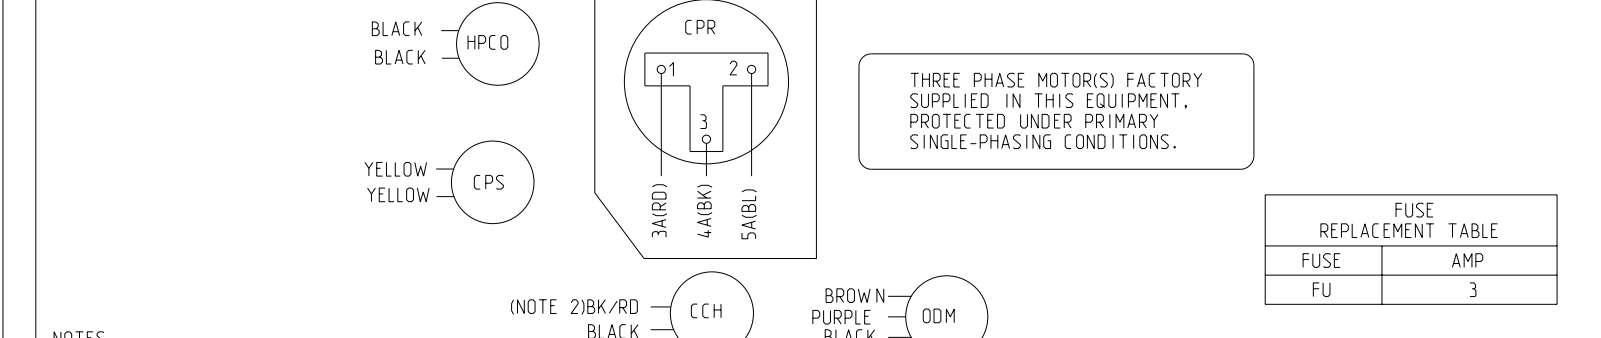 BLACK
BLACK
HPCO
CPR
1
2
3
3A(RD)
4A(BK)
5A(BL)
THREE PHASE MOTOR(S) FACTORY
SUPPLIED IN THIS EQUIPMENT,
PROTECTED UNDER PRIMARY
SINGLE-PHASING CONDITIONS.
YELLOW
YELLOW
CPS
FUSE
REPLACEMENT TABLE
FUSE AMP
FU 3
(NOTE 2)BK/RD
BLACK
CCH
BROWN
PURPLE
BLACK
ODM
NOTES